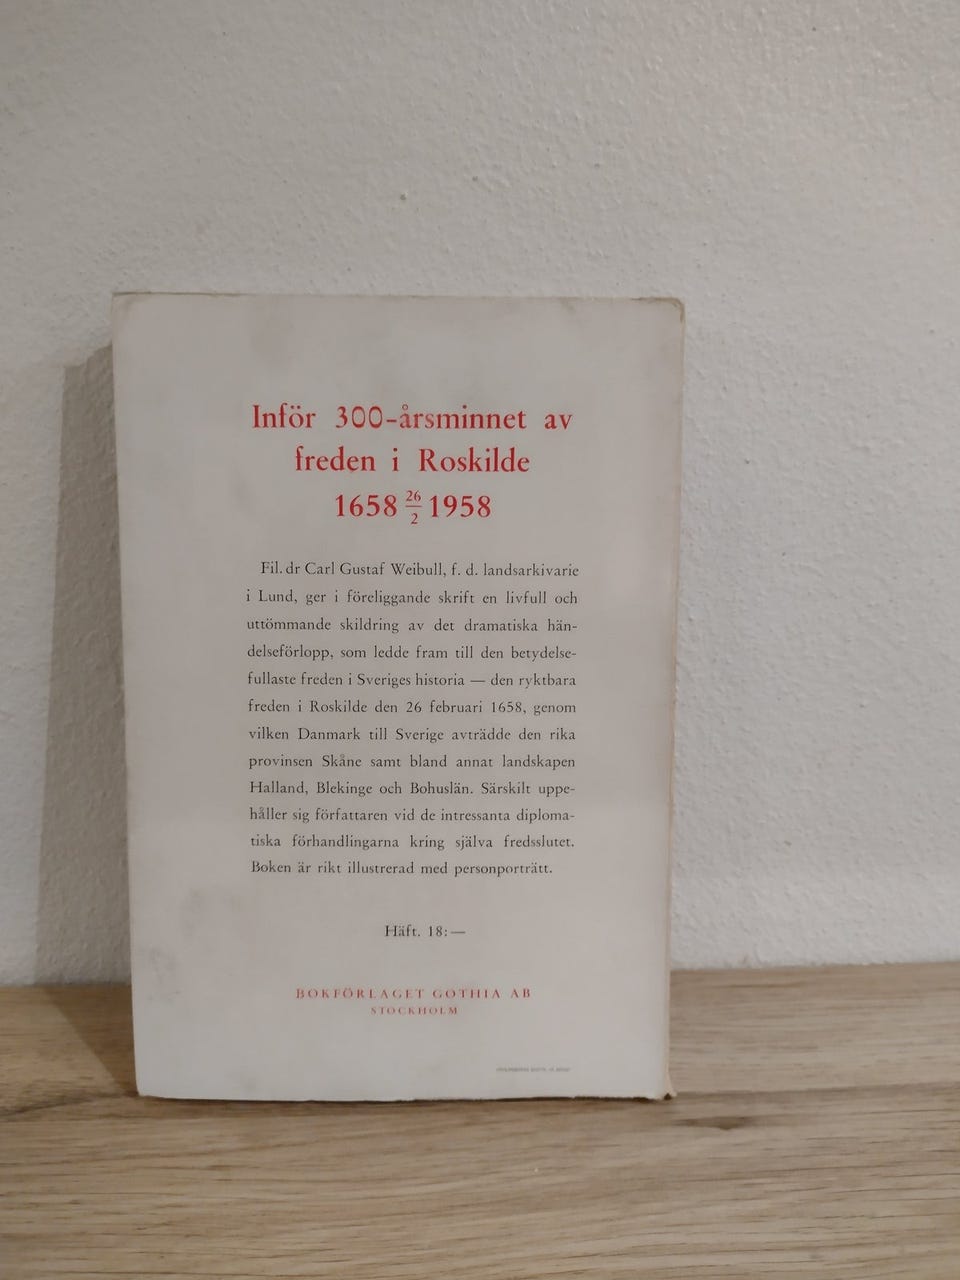 Inför 300-årsminnet av
freden i Roskilde
1658 26/2 1958
Fil. dr Carl Gustaf Weibull, f. d. landsarkivarie
i Lund, ger i föreliggande skrift en livfull och
uttömmande skildring av det dramatiska hän-
delseförlopp, som ledde fram till den betydelse-
fullaste freden i Sveriges historia — den ryktbara
freden i Roskilde den 26 februari 1658, genom
vilken Danmark till Sverige avträdde den rika
provinsen Skåne samt bland annat landskapen
Halland, Blekinge och Bohuslän. Särskilt uppe-
håller sig författaren vid de intressanta diploma-
tiska förhandlingarna kring själva fredsslutet.
Boken är rikt illustrerad med personporträtt.
Häft. 18:—
BOKFÖRLAGET GOTHIA AB
STOCKHOLM